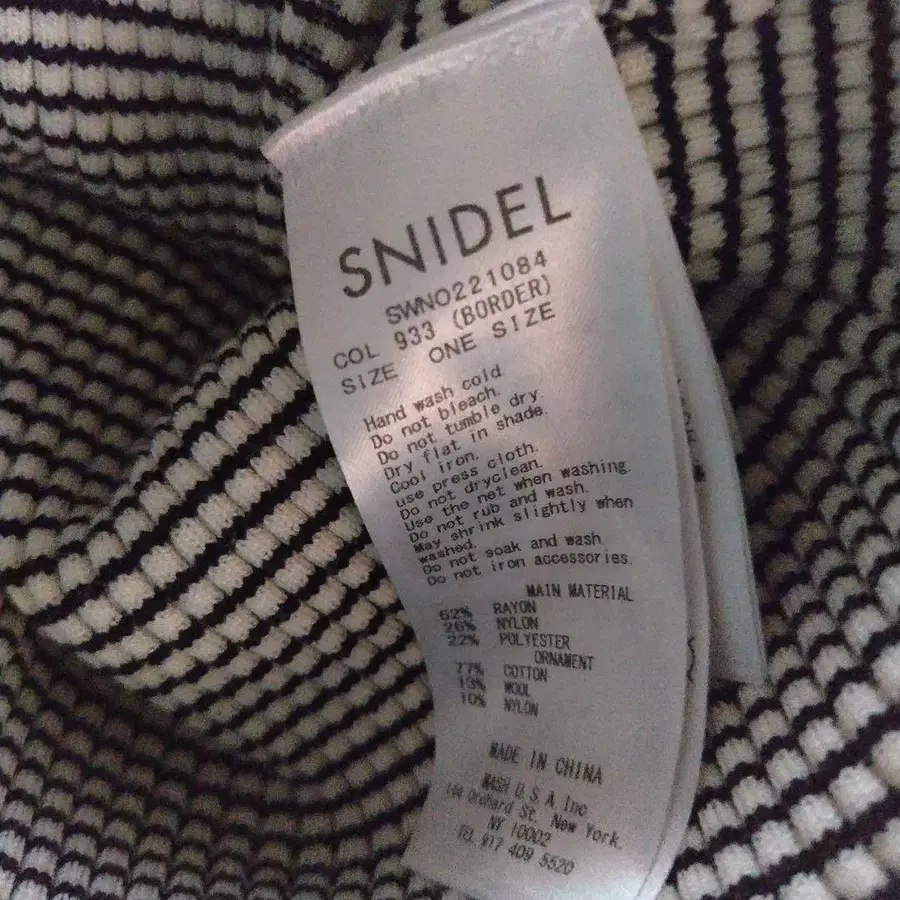 SNIDEL
SWNO221084
COL 933 (BORDER)
SIZE ONE SIZE
Hand wash cold.
Do not bleach.
Do not tumble dry.
Dry flat in shade.
Cool iron.
use press cloth.
Do not dryclean.
Use the net when washing.
Do not rub and wash.
May shrink slightly when
washed.
Do not soak and wash.
Do not iron accessories.
MAIN MATERIAL
52% RAYON
26% NYLON
22% POLYESTER
ORNAMENT
77% COTTON
13% WOOL
10% NYLON
MADE IN CHINA
MASH U.S.A. Inc.
Orchard St. New York,
NY 10002
TEL 917 409 5520